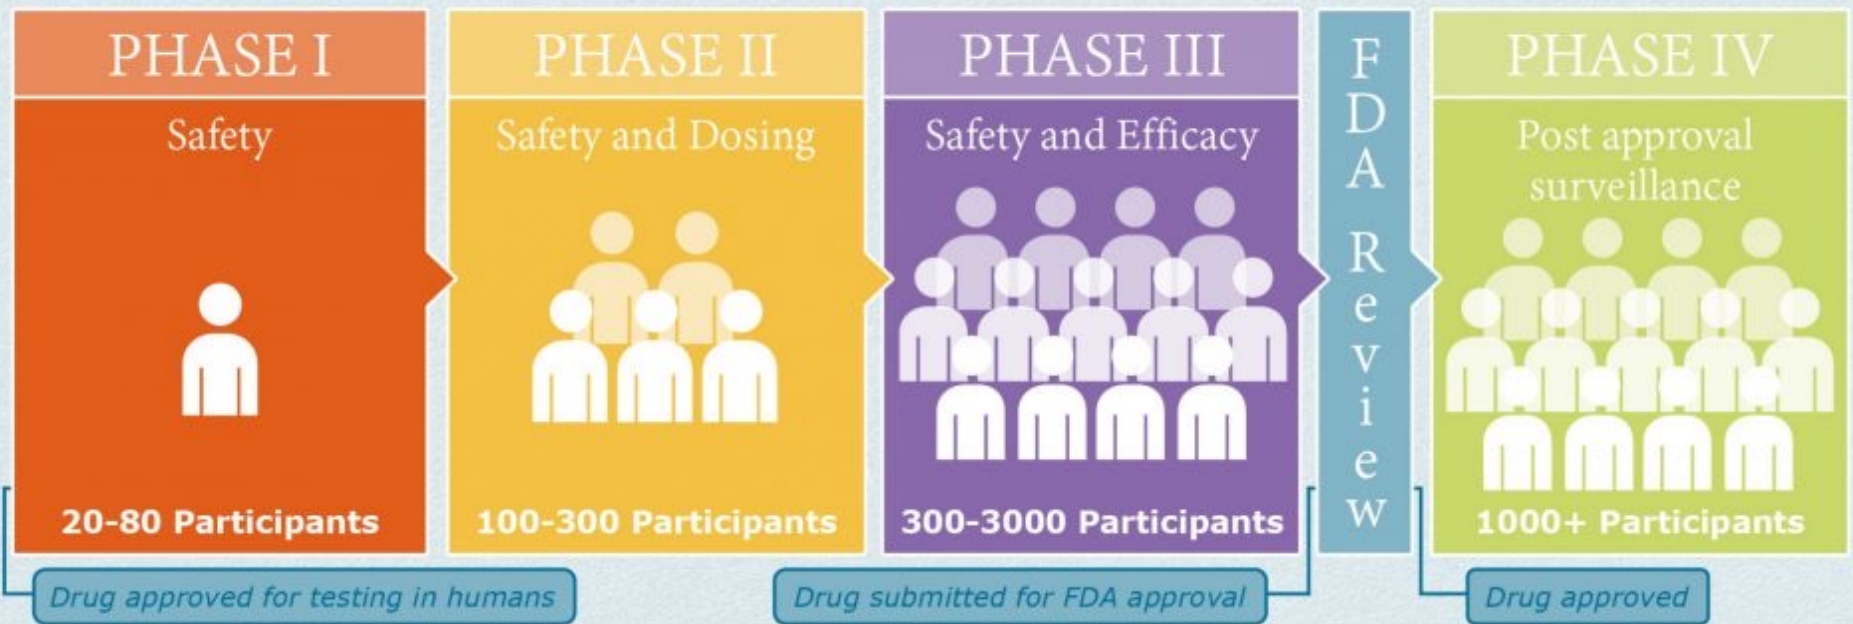 PHASE I
Safety
20-80 Participants
PHASE II
Safety and Dosing
100-300 Participants
PHASE III
Safety and Efficacy
300-3000 Participants
FDA Review
PHASE IV
Post approval
surveillance
1000+ Participants
Drug approved for testing in humans
Drug submitted for FDA approval
Drug approved